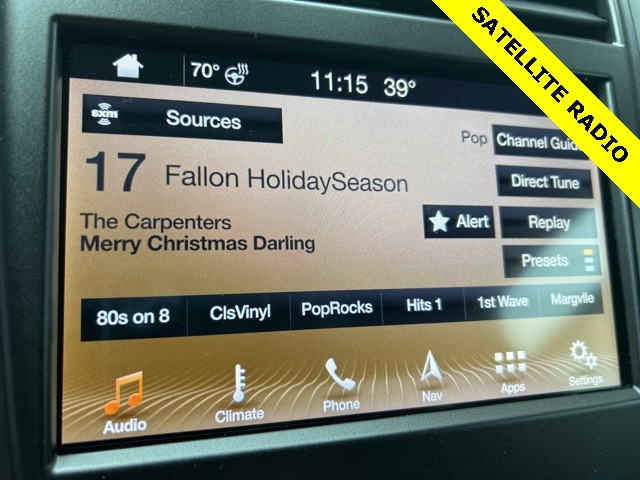 SATELLITE RADIO
70° 11:15 39°
sxm Sources
Pop Channel Guide
17 Fallon HolidaySeason
Direct Tune
The Carpenters
Alert Replay
Merry Christmas Darling
Presets
80s on 8 ClsVinyl PopRocks Hits 1 1st Wave Margvlle
Audio Climate Phone Nav Apps Settings